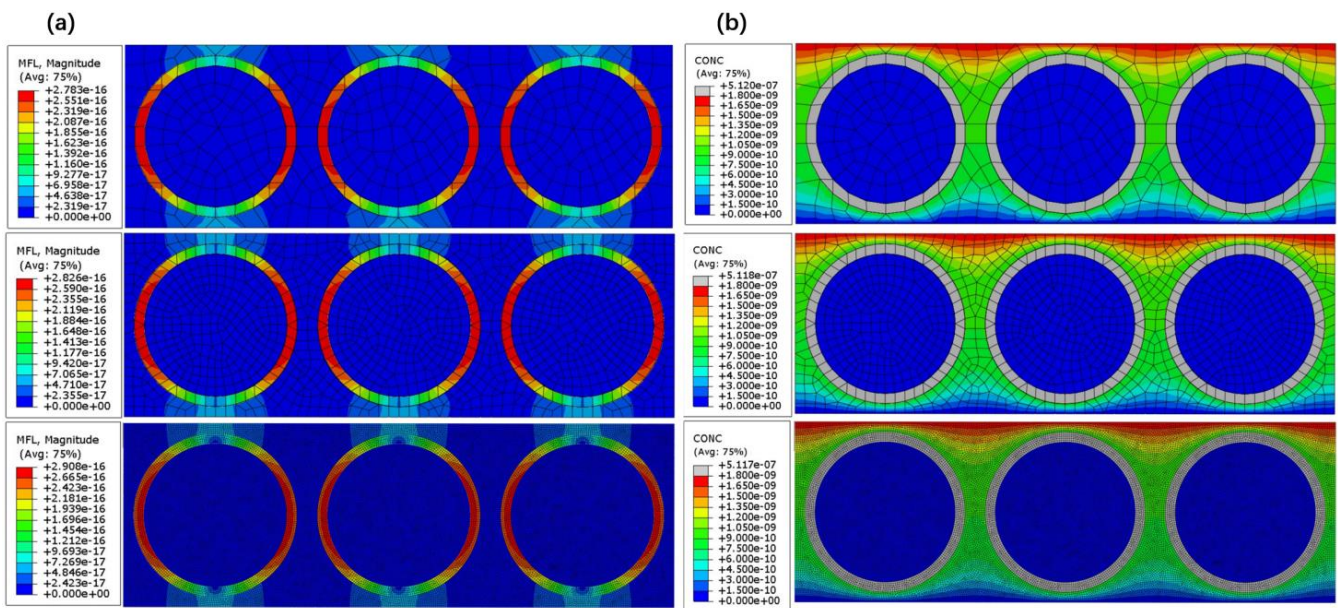 (a)
(b)
MFL, Magnitude
(Avg: 75%)
+2.783e-16
+2.551e-16
+2.319e-16
+2.087e-16
+1.855e-16
+1.623e-16
+1.392e-16
+1.160e-16
+9.277e-17
+6.958e-17
+4.638e-17
+2.319e-17
+0.000e+00
CONC
(Avg: 75%)
+5.120e-07
+1.800e-09
+1.650e-09
+1.500e-09
+1.350e-09
+1.200e-09
+1.050e-09
+9.000e-10
+7.500e-10
+6.000e-10
+4.500e-10
+3.000e-10
+1.500e-10
+0.000e+00
MFL, Magnitude
(Avg: 75%)
+2.826e-16
+2.590e-16
+2.355e-16
+2.119e-16
+1.884e-16
+1.648e-16
+1.413e-16
+1.177e-16
+9.420e-17
+7.065e-17
+4.710e-17
+2.355e-17
+0.000e+00
CONC
(Avg: 75%)
+5.118e-07
+1.800e-09
+1.650e-09
+1.500e-09
+1.350e-09
+1.200e-09
+1.050e-09
+9.000e-10
+7.500e-10
+6.000e-10
+4.500e-10
+3.000e-10
+1.500e-10
+0.000e+00
MFL, Magnitude
(Avg: 75%)
+2.908e-16
+2.665e-16
+2.423e-16
+2.181e-16
+1.939e-16
+1.696e-16
+1.454e-16
+1.212e-16
+9.693e-17
+7.269e-17
+4.846e-17
+2.423e-17
+0.000e+00
CONC
(Avg: 75%)
+5.117e-07
+1.800e-09
+1.650e-09
+1.500e-09
+1.350e-09
+1.200e-09
+1.050e-09
+9.000e-10
+7.500e-10
+6.000e-10
+4.500e-10
+3.000e-10
+1.500e-10
+0.000e+00